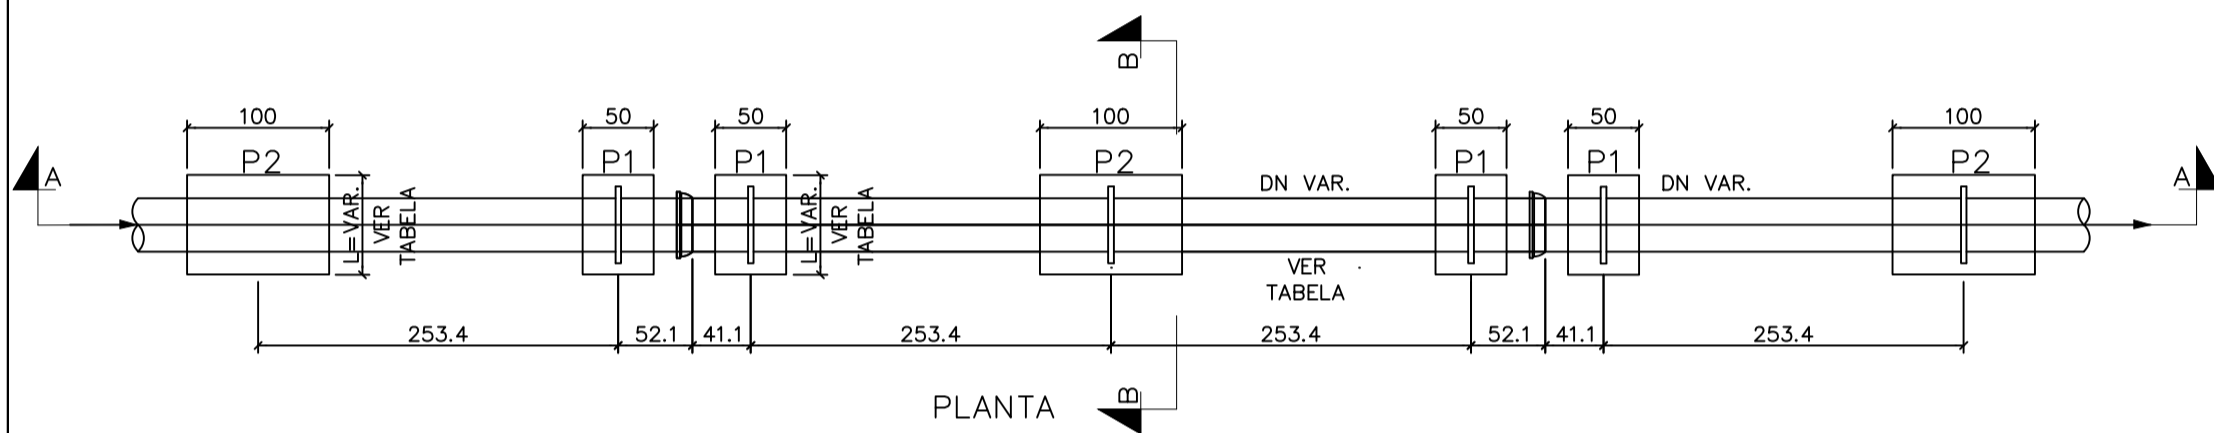 B
100
50
50
100
50
50
100
A
P2
P1
P1
P2
P1
P1
P2
A
L=VAR.
VER
TABELA
L=VAR.
VER
TABELA
DN VAR.
DN VAR.
VER
TABELA
253.4
52.1
41.1
253.4
253.4
52.1
41.1
253.4
PLANTA
B